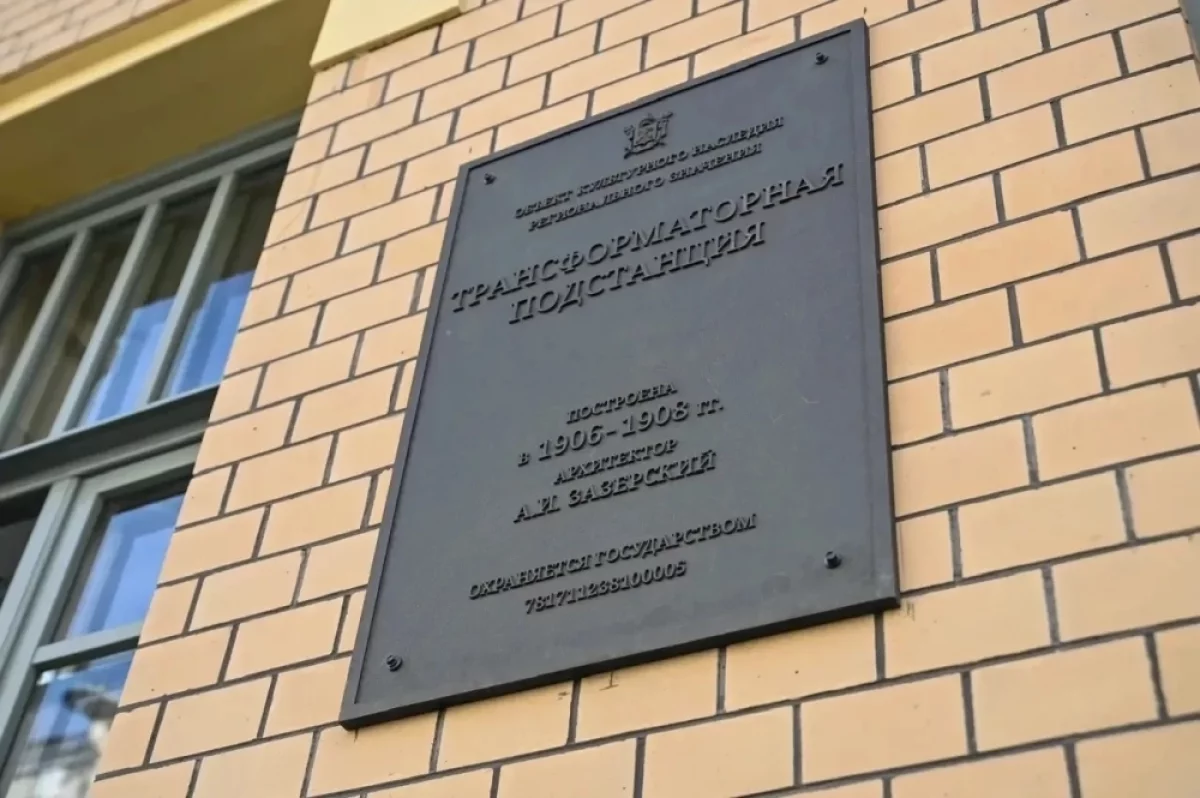 ОБЪЕКТ КУЛЬТУРНОГО НАСЛЕДИЯ
РЕГИОНАЛЬНОГО ЗНАЧЕНИЯ
ТРАНСФОРМАТОРНАЯ
ПОДСТАНЦИЯ
ПОСТРОЕНА
в 1906-1908 гг.
АРХИТЕКТОР
А.И. ЗАЗЕРСКИЙ
ОХРАНЯЕТСЯ ГОСУДАРСТВОМ
781711238100005